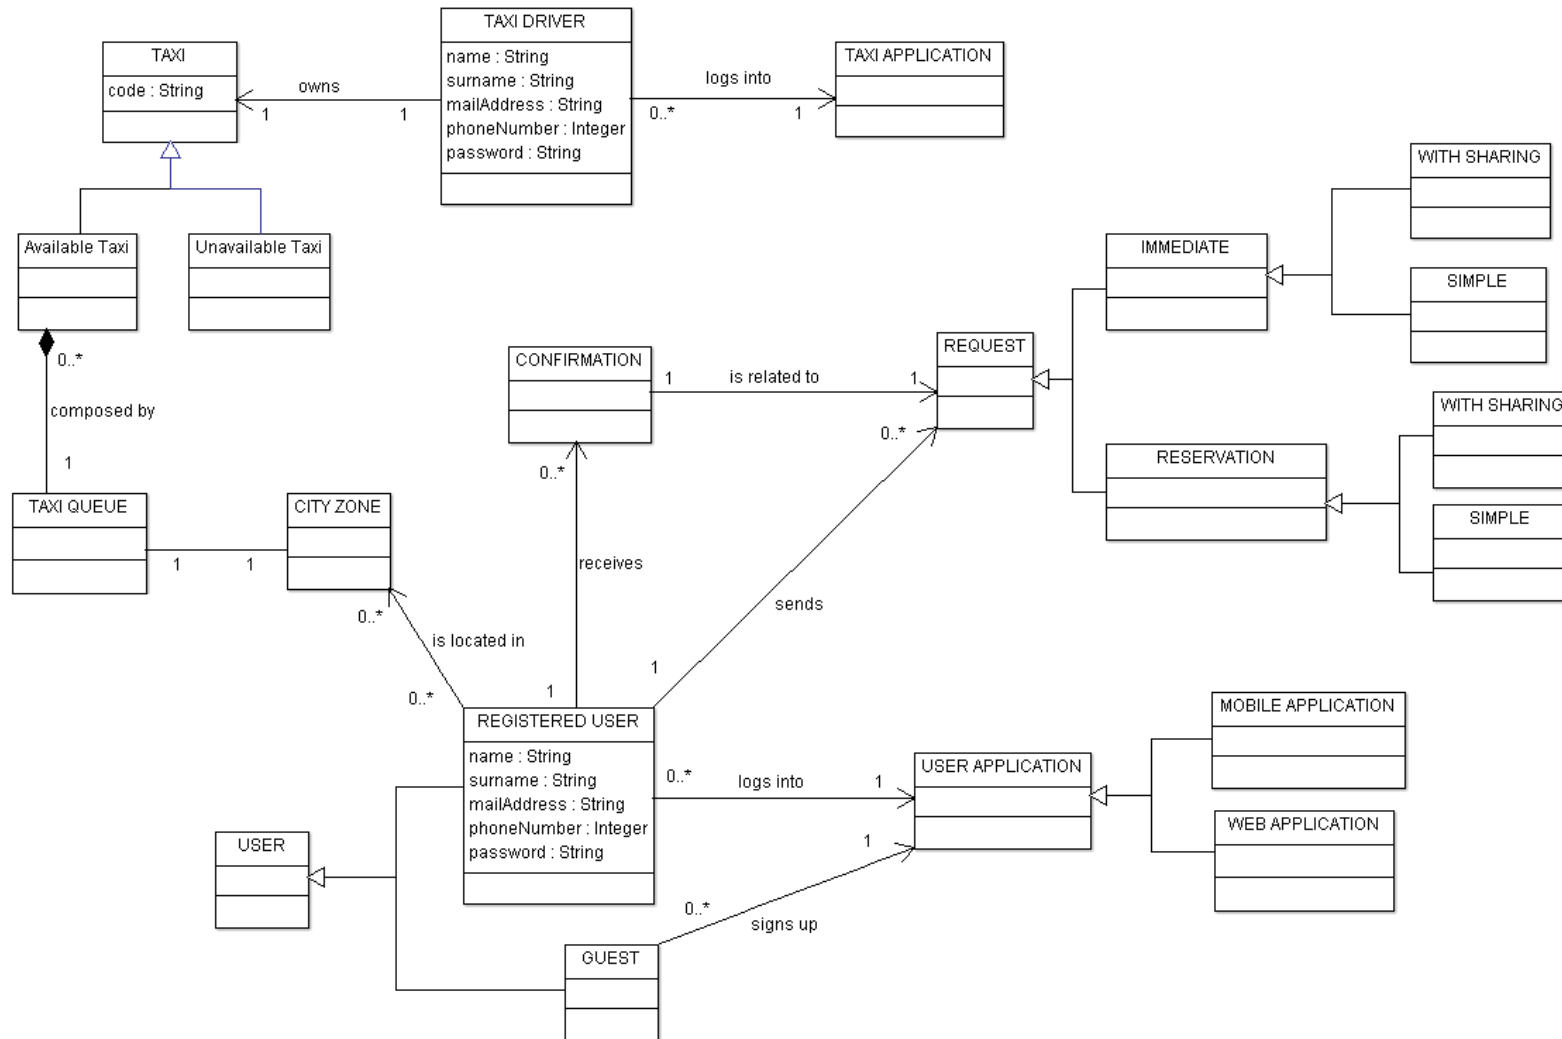 TAXI DRIVER
name : String
surname : String
mailAddress : String
phoneNumber : Integer
password : String
TAXI
code : String
owns
1
1
logs into
0..*
1
TAXI APPLICATION
Available Taxi
Unavailable Taxi
0..*
composed by
1
TAXI QUEUE
1
1
CITY ZONE
0..*
is located in
0..*
CONFIRMATION
1
is related to
1
REQUEST
0..*
0..*
receives
1
sends
1
IMMEDIATE
WITH SHARING
SIMPLE
RESERVATION
WITH SHARING
SIMPLE
REGISTERED USER
name : String
surname : String
mailAddress : String
phoneNumber : Integer
password : String
0..*
logs into
1
USER APPLICATION
MOBILE APPLICATION
WEB APPLICATION
USER
1
0..*
signs up
GUEST